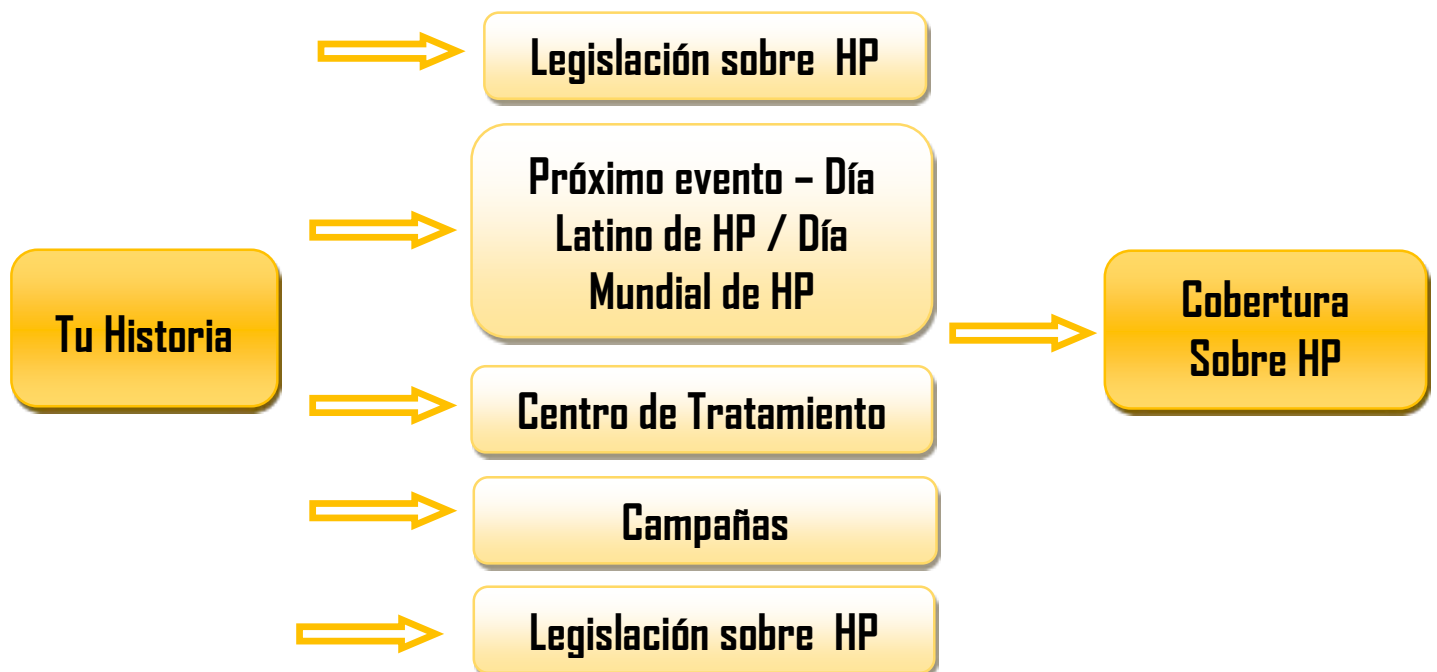 Legislación sobre HP
Próximo evento – Día
Latino de HP / Día
Mundial de HP
Tu Historia
Cobertura
Sobre HP
Centro de Tratamiento
Campañas
Legislación sobre HP